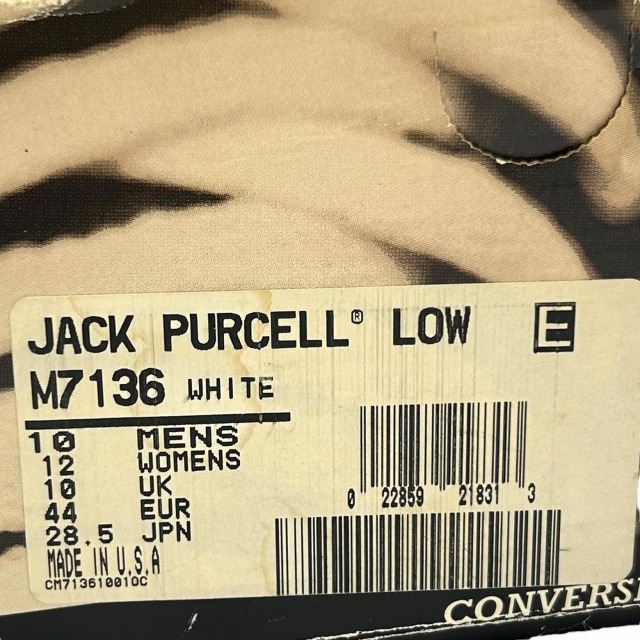 JACK PURCELL® LOW E
M7136 WHITE
10 MENS
12 WOMENS
10 UK
44 EUR
28.5 JPN
MADE IN U.S.A
CM713610010C
0 22859 21831 3
CONVERSE